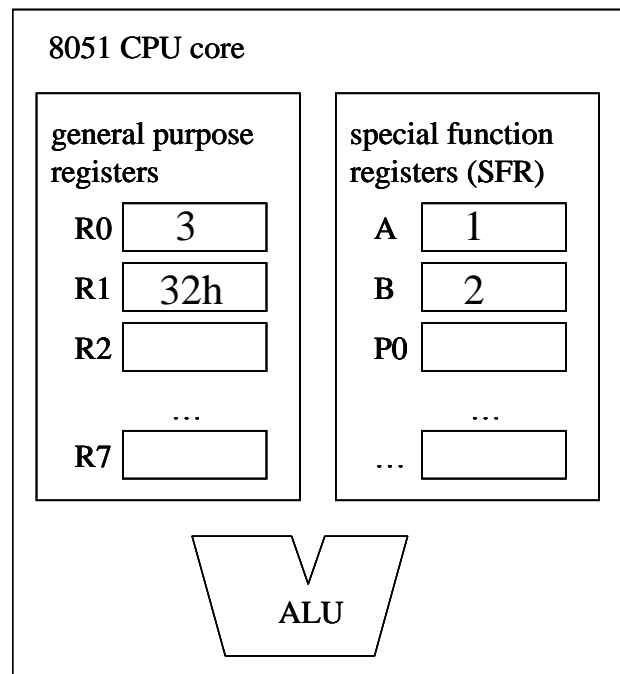 8051 CPU core
general purpose
registers
R0 3
R1 32h
R2
...
R7
special function
registers (SFR)
A 1
B 2
P0
...
...
ALU